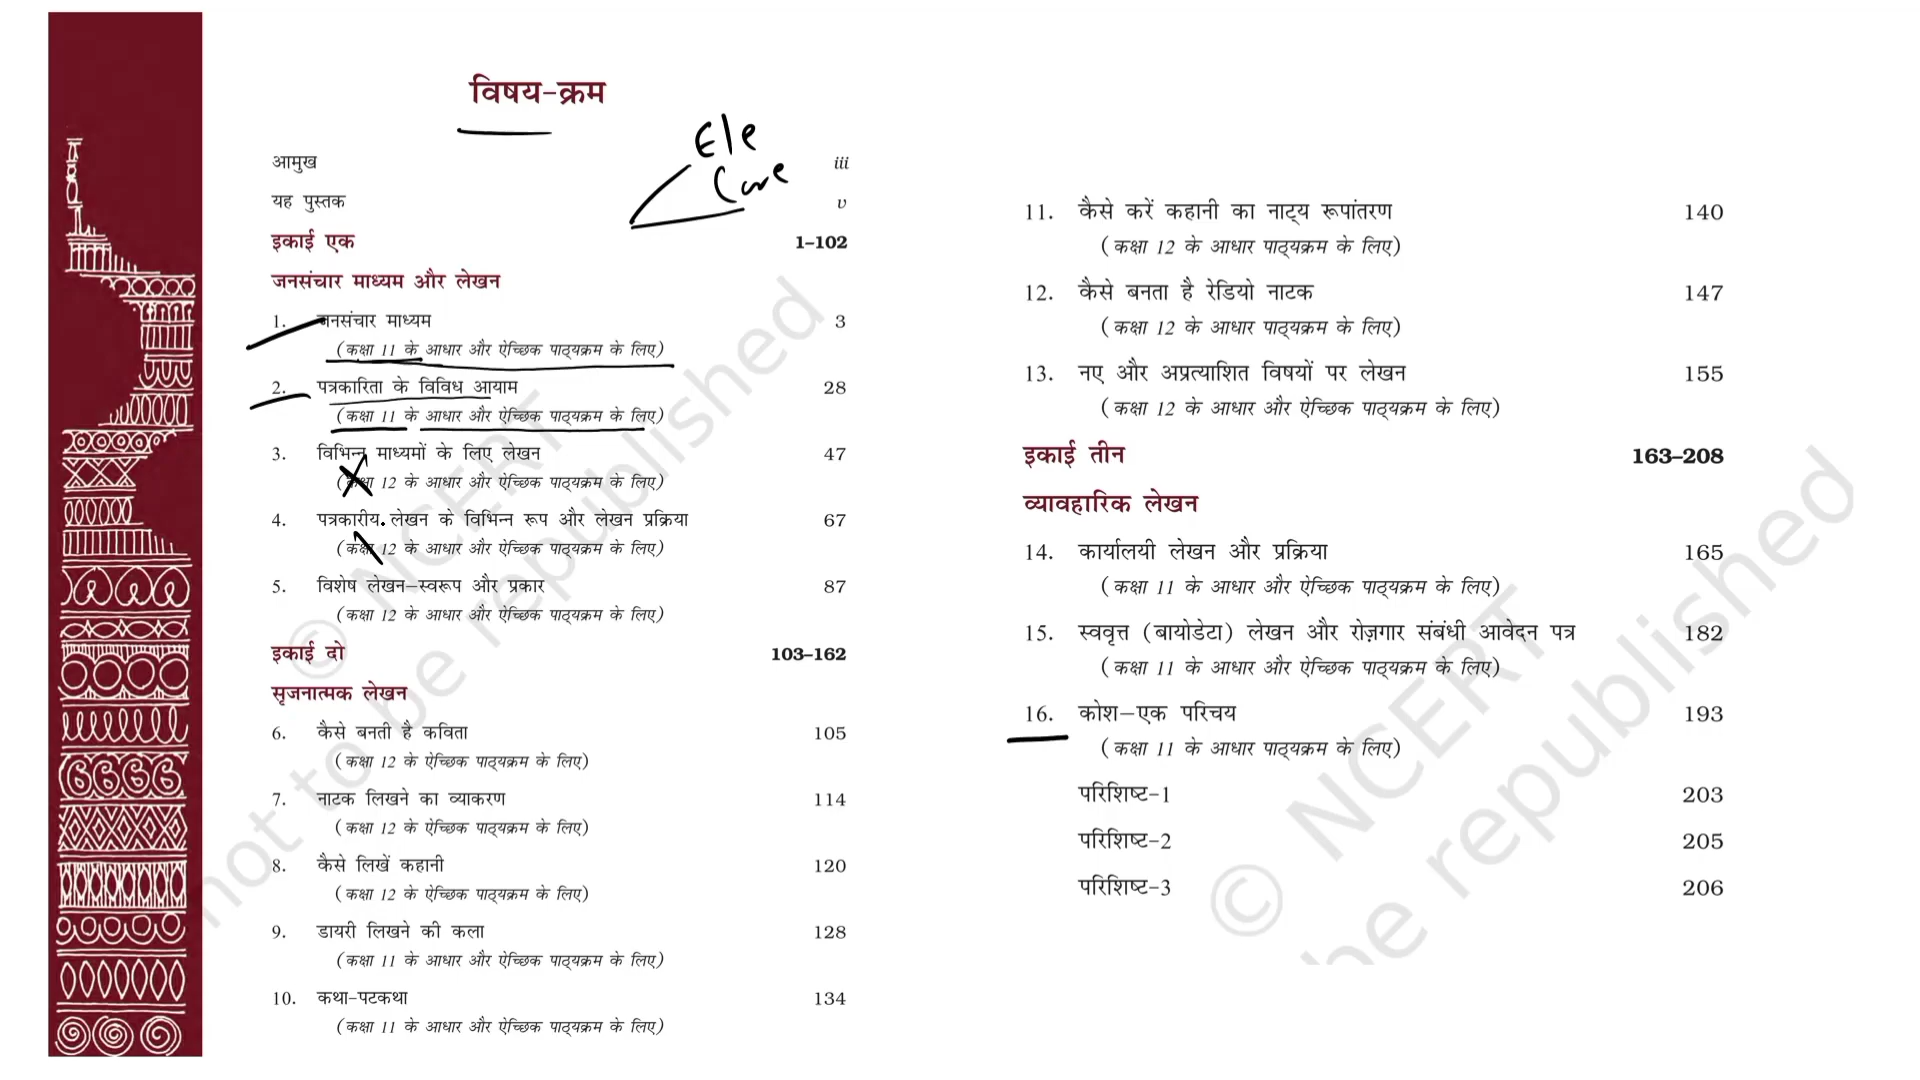 विषय-क्रम
Ele
Core
आमुख iii
यह पुस्तक v
इकाई एक 1–102
जनसंचार माध्यम और लेखन
1. जनसंचार माध्यम 3
(कक्षा 11 के आधार और ऐच्छिक पाठ्यक्रम के लिए)
2. पत्रकारिता के विविध आयाम 28
(कक्षा 11 के आधार और ऐच्छिक पाठ्यक्रम के लिए)
3. विभिन्न माध्यमों के लिए लेखन 47
(कक्षा 12 के आधार और ऐच्छिक पाठ्यक्रम के लिए)
4. पत्रकारीय लेखन के विभिन्न रूप और लेखन प्रक्रिया 67
(कक्षा 12 के आधार और ऐच्छिक पाठ्यक्रम के लिए)
5. विशेष लेखन–स्वरूप और प्रकार 87
(कक्षा 12 के आधार और ऐच्छिक पाठ्यक्रम के लिए)
इकाई दो 103–162
सृजनात्मक लेखन
6. कैसे बनती है कविता 105
(कक्षा 12 के ऐच्छिक पाठ्यक्रम के लिए)
7. नाटक लिखने का व्याकरण 114
(कक्षा 12 के ऐच्छिक पाठ्यक्रम के लिए)
8. कैसे लिखें कहानी 120
(कक्षा 12 के ऐच्छिक पाठ्यक्रम के लिए)
9. डायरी लिखने की कला 128
(कक्षा 11 के आधार और ऐच्छिक पाठ्यक्रम के लिए)
10. कथा-पटकथा 134
(कक्षा 11 के आधार और ऐच्छिक पाठ्यक्रम के लिए)
© NCERT
not to be republished
11. कैसे करें कहानी का नाट्य रूपांतरण 140
(कक्षा 12 के आधार पाठ्यक्रम के लिए)
12. कैसे बनता है रेडियो नाटक 147
(कक्षा 12 के आधार पाठ्यक्रम के लिए)
13. नए और अप्रत्याशित विषयों पर लेखन 155
(कक्षा 12 के आधार और ऐच्छिक पाठ्यक्रम के लिए)
इकाई तीन 163–208
व्यावहारिक लेखन
14. कार्यालयी लेखन और प्रक्रिया 165
(कक्षा 11 के आधार और ऐच्छिक पाठ्यक्रम के लिए)
15. स्ववृत्त (बायोडेटा) लेखन और रोज़गार संबंधी आवेदन पत्र 182
(कक्षा 11 के आधार और ऐच्छिक पाठ्यक्रम के लिए)
16. कोश–एक परिचय 193
(कक्षा 11 के आधार पाठ्यक्रम के लिए)
परिशिष्ट-1 203
परिशिष्ट-2 205
परिशिष्ट-3 206
© NCERT
be republished